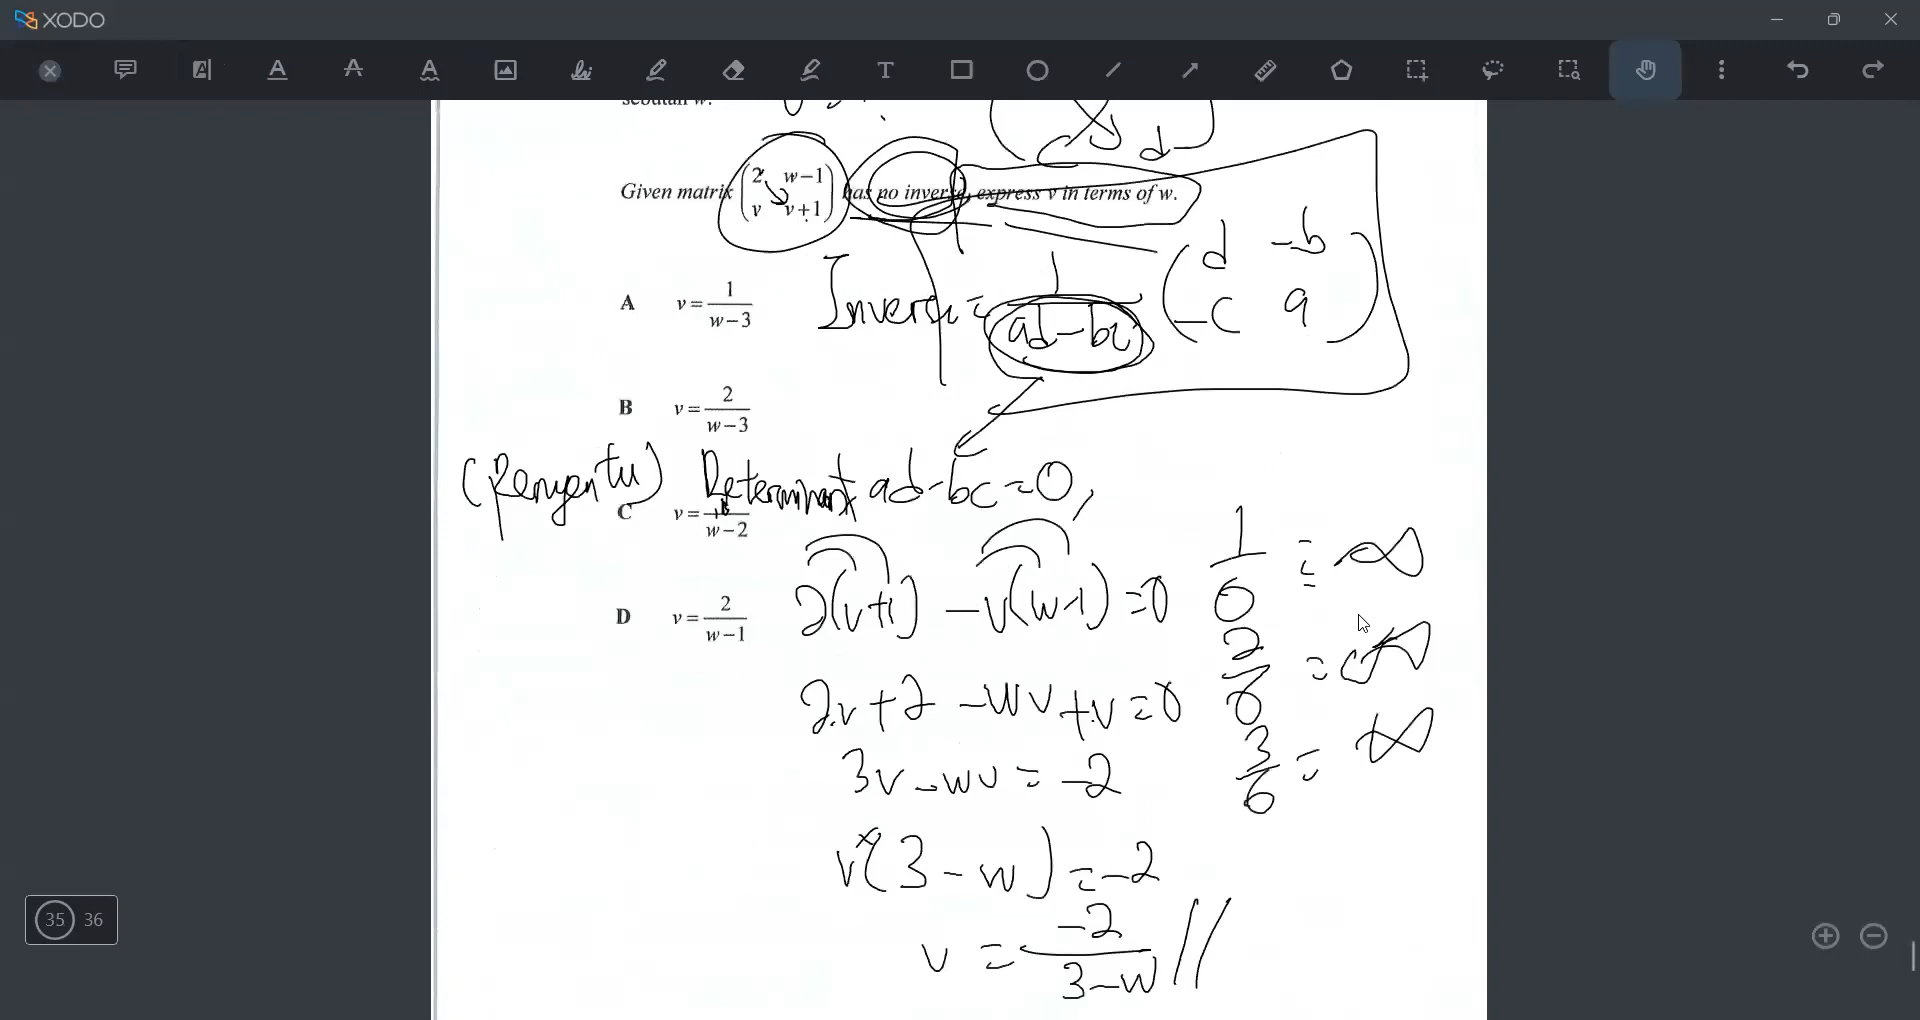 XODO
sebutan w.
c d
Given matrik (2 w−1
v v+1) has no inverse, express v in terms of w.
Inverse = 1/(ad−bc) (d −b
−c a)
A v = 1/(w−3)
B v = 2/(w−3)
(Penentu) Determinant ad−bc=0,
C v = 1/(w−2)
2(v+1) −v(w−1)=0
1/0 = ∞
D v = 2/(w−1)
2/0 = ∞
2v+2 −wv+v=0
3/0 = ∞
3v−wv = −2
v(3−w)=−2
v = −2/(3−w) //
35 36